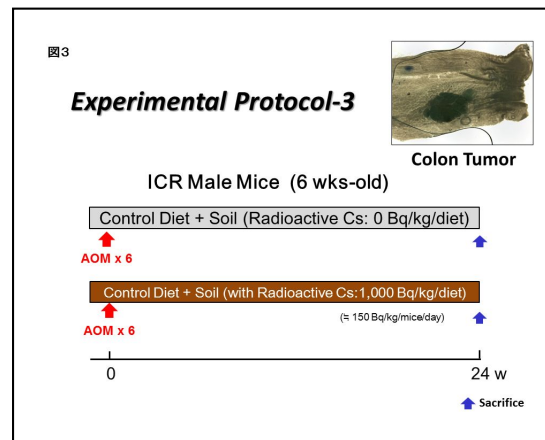 図3
Experimental Protocol-3
Colon Tumor
ICR Male Mice (6 wks-old)
Control Diet + Soil (Radioactive Cs: 0 Bq/kg/diet)
AOM x 6
Control Diet + Soil (with Radioactive Cs:1,000 Bq/kg/diet)
AOM x 6
(≒ 150 Bq/kg/mice/day)
0
24 w
Sacrifice